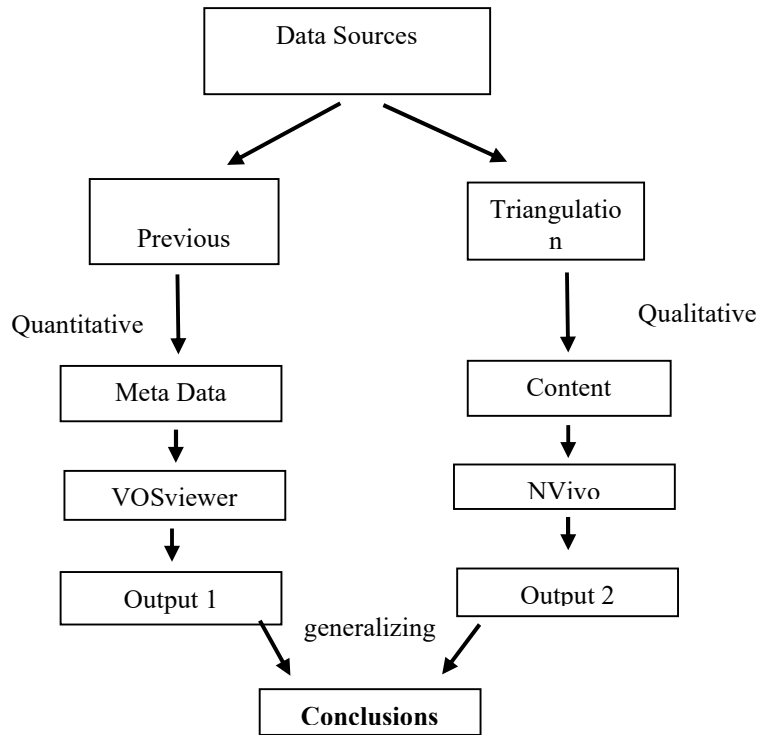 Data Sources
Previous
Triangulatio
n
Quantitative
Qualitative
Meta Data
Content
VOSviewer
NVivo
Output 1
Output 2
generalizing
Conclusions